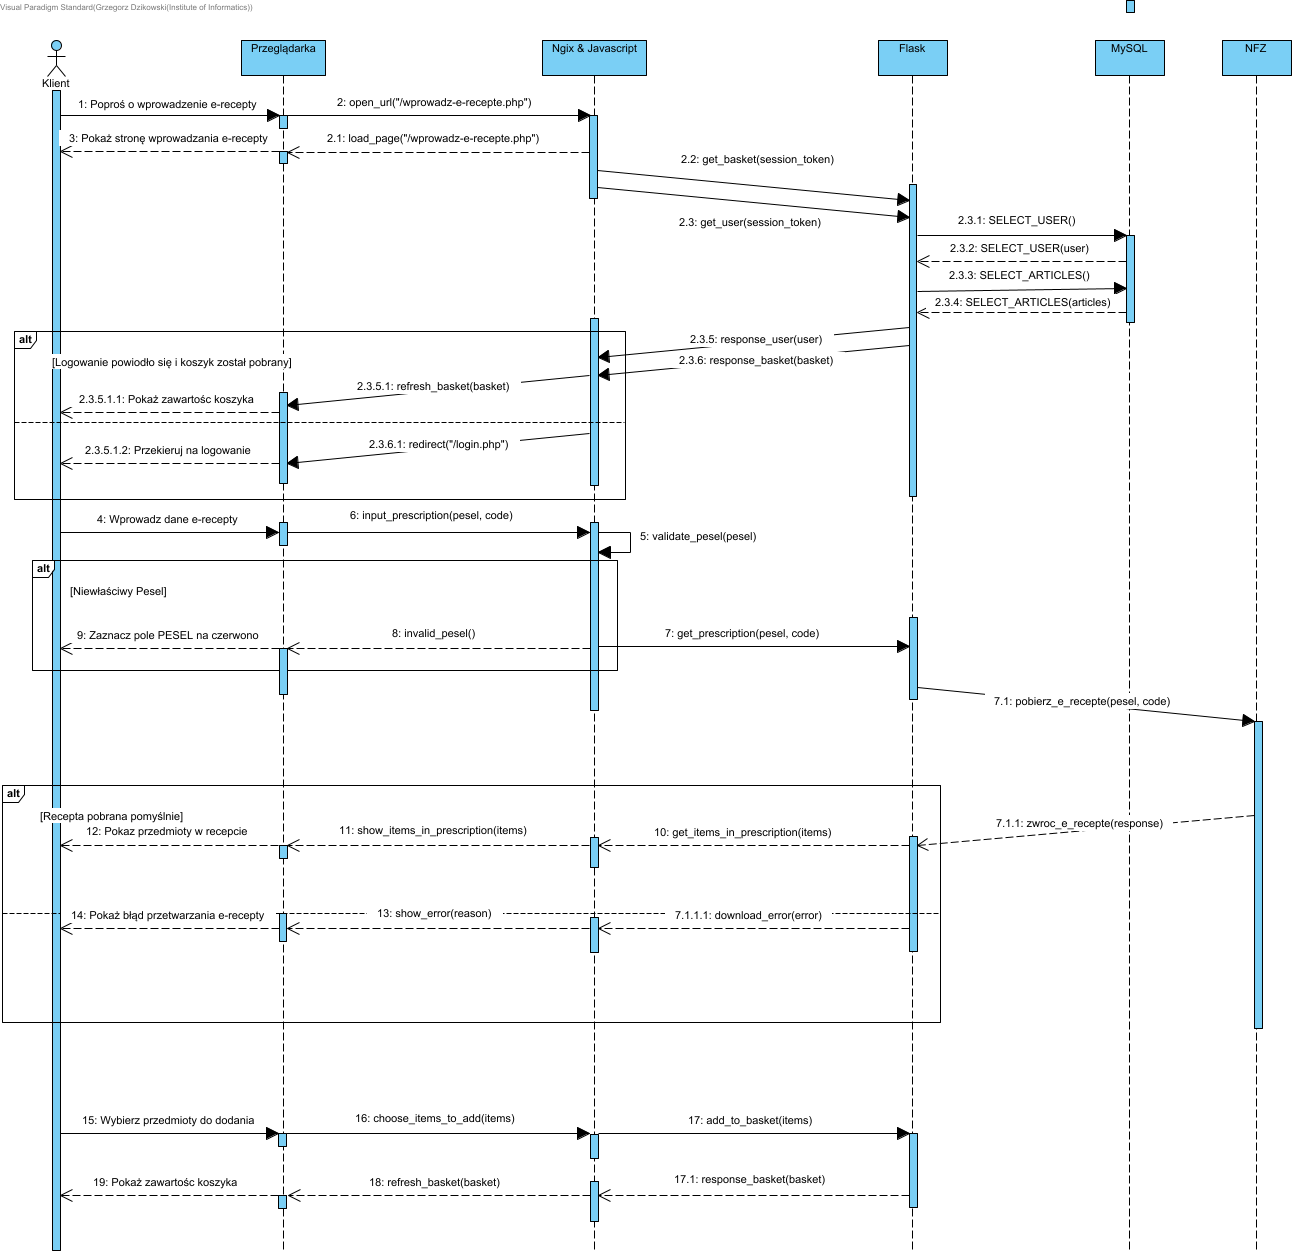 Visual Paradigm Standard(Grzegorz Dzikowski(Institute of Informatics))
Klient
Przeglądarka
Ngix & Javascript
Flask
MySQL
NFZ
1: Poproś o wprowadzenie e-recepty
2: open_url("/wprowadz-e-recepte.php")
3: Pokaż stronę wprowadzania e-recepty
2.1: load_page("/wprowadz-e-recepte.php")
2.2: get_basket(session_token)
2.3: get_user(session_token)
2.3.1: SELECT_USER()
2.3.2: SELECT_USER(user)
2.3.3: SELECT_ARTICLES()
2.3.4: SELECT_ARTICLES(articles)
alt
2.3.5: response_user(user)
[Logowanie powiodło się i koszyk został pobrany]
2.3.6: response_basket(basket)
2.3.5.1: refresh_basket(basket)
2.3.5.1.1: Pokaż zawartośc koszyka
2.3.6.1: redirect("/login.php")
2.3.5.1.2: Przekieruj na logowanie
4: Wprowadz dane e-recepty
6: input_prescription(pesel, code)
5: validate_pesel(pesel)
alt
[Niewłaściwy Pesel]
9: Zaznacz pole PESEL na czerwono
8: invalid_pesel()
7: get_prescription(pesel, code)
7.1: pobierz_e_recepte(pesel, code)
alt
[Recepta pobrana pomyślnie]
12: Pokaz przedmioty w recepcie
11: show_items_in_prescription(items)
10: get_items_in_prescription(items)
7.1.1: zwroc_e_recepte(response)
14: Pokaż błąd przetwarzania e-recepty
13: show_error(reason)
7.1.1.1: download_error(error)
15: Wybierz przedmioty do dodania
16: choose_items_to_add(items)
17: add_to_basket(items)
19: Pokaż zawartośc koszyka
18: refresh_basket(basket)
17.1: response_basket(basket)